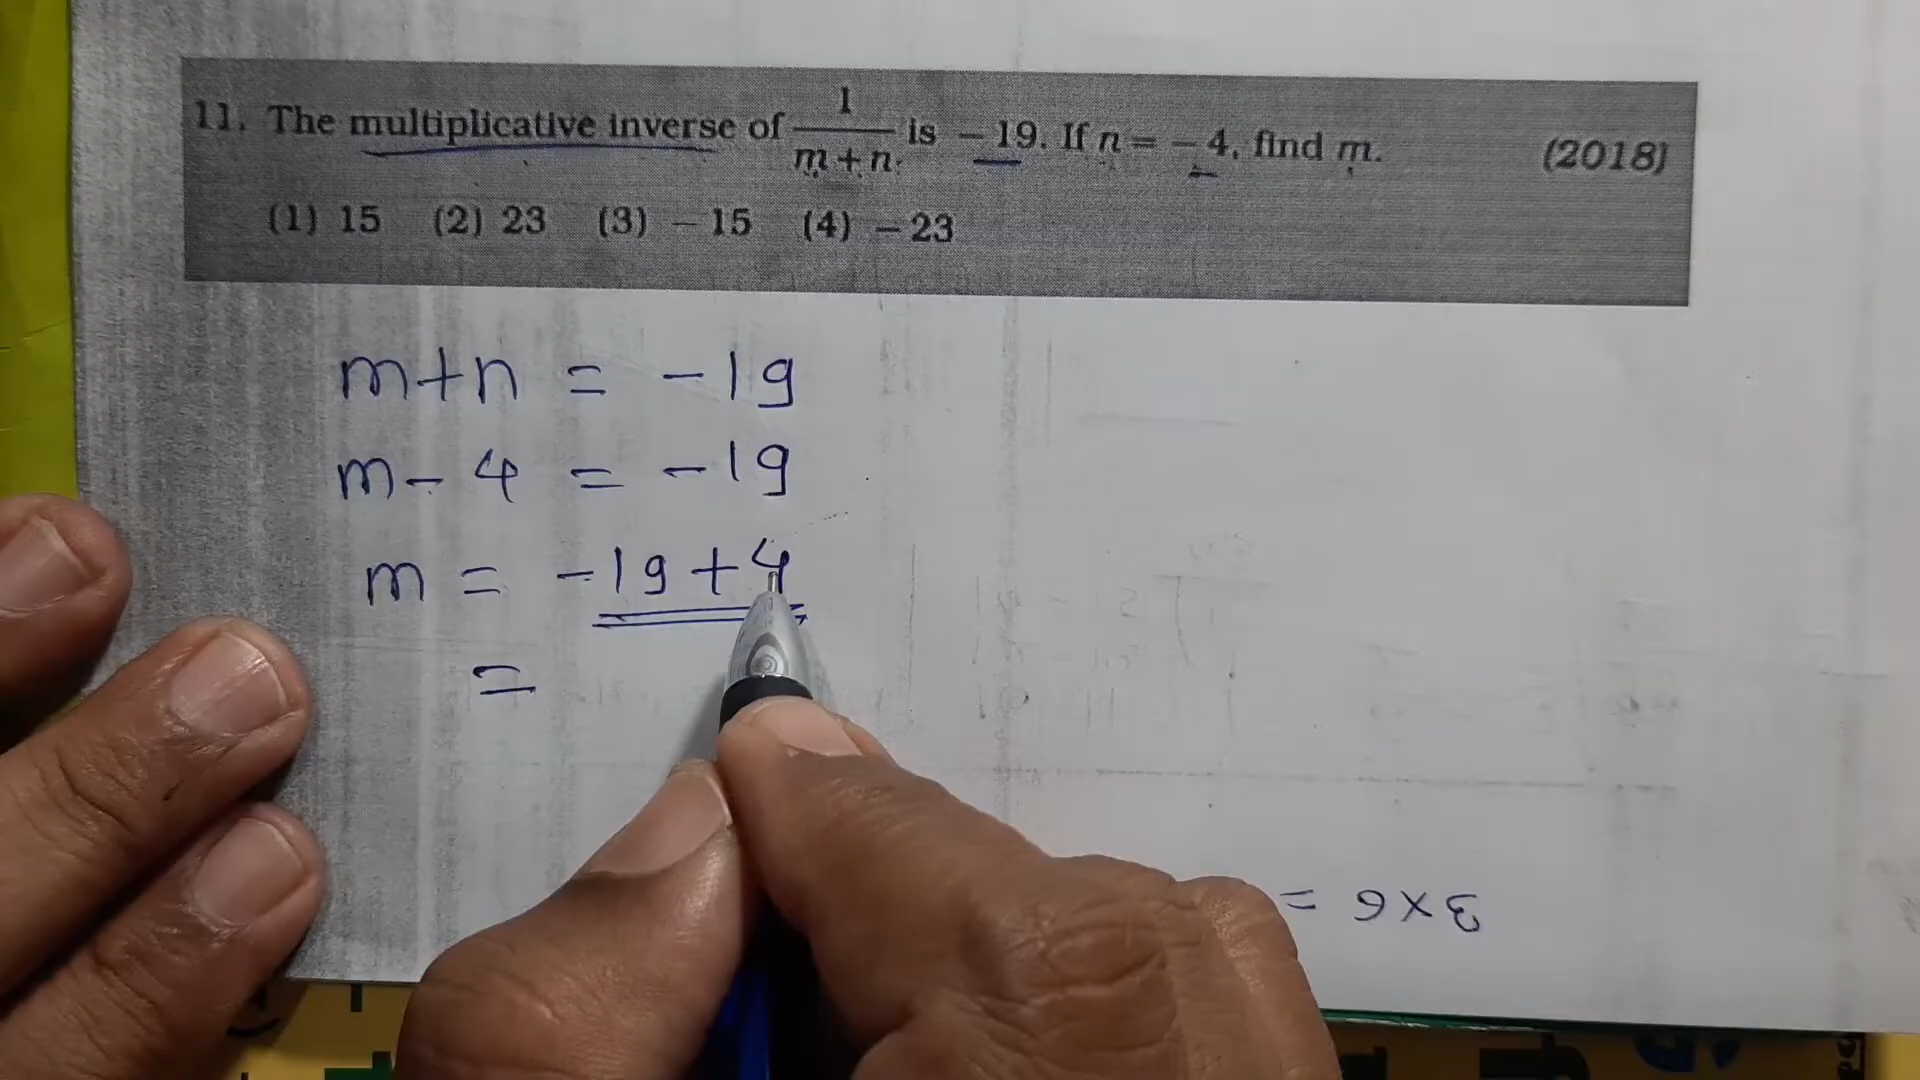 11. The multiplicative inverse of 1/(m+n) is −19. If n = −4, find m. (2018)
(1) 15 (2) 23 (3) −15 (4) −23
m+n = -19
m- 4 = -19
m = -19+4
=
3×6 =